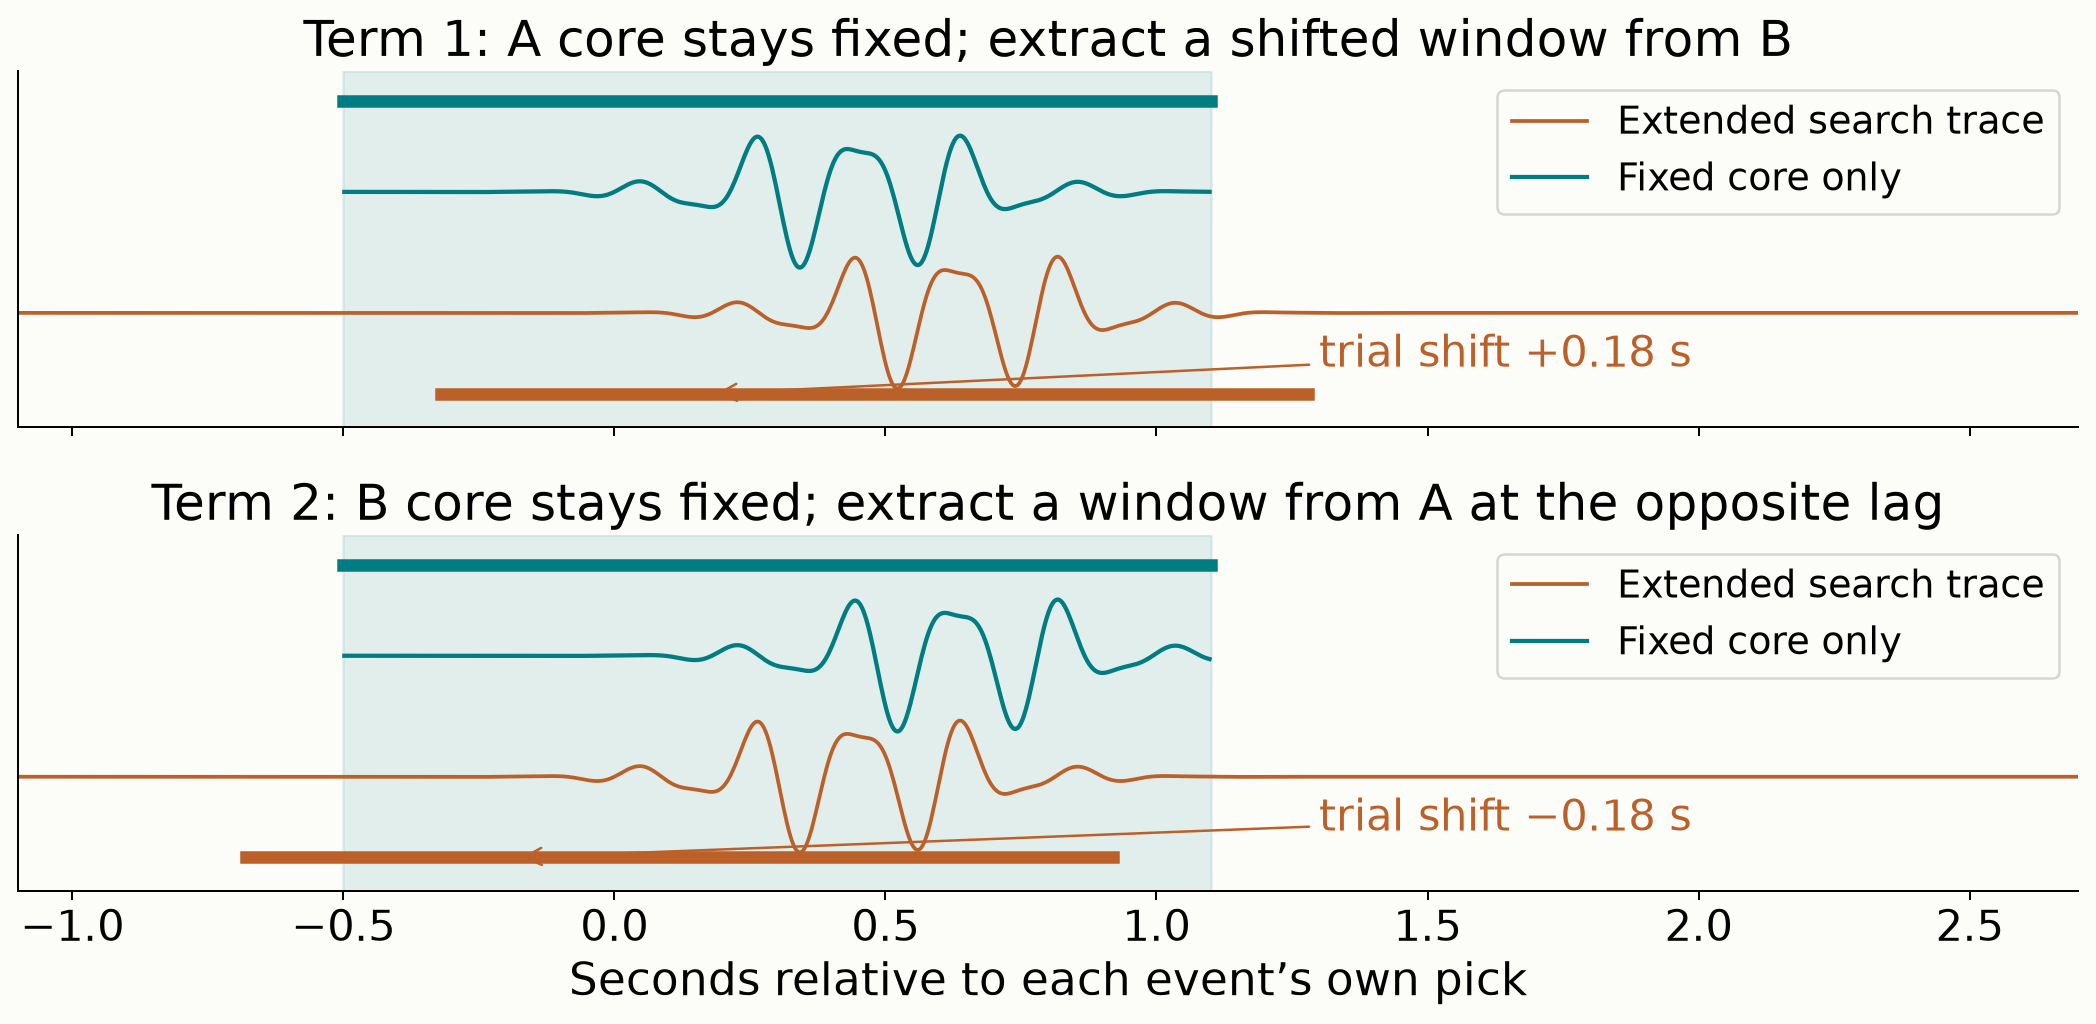 Term 1: A core stays fixed; extract a shifted window from B
Extended search trace
Fixed core only
trial shift +0.18 s
Term 2: B core stays fixed; extract a window from A at the opposite lag
Extended search trace
Fixed core only
trial shift −0.18 s
−1.0 −0.5 0.0 0.5 1.0 1.5 2.0 2.5
Seconds relative to each event’s own pick